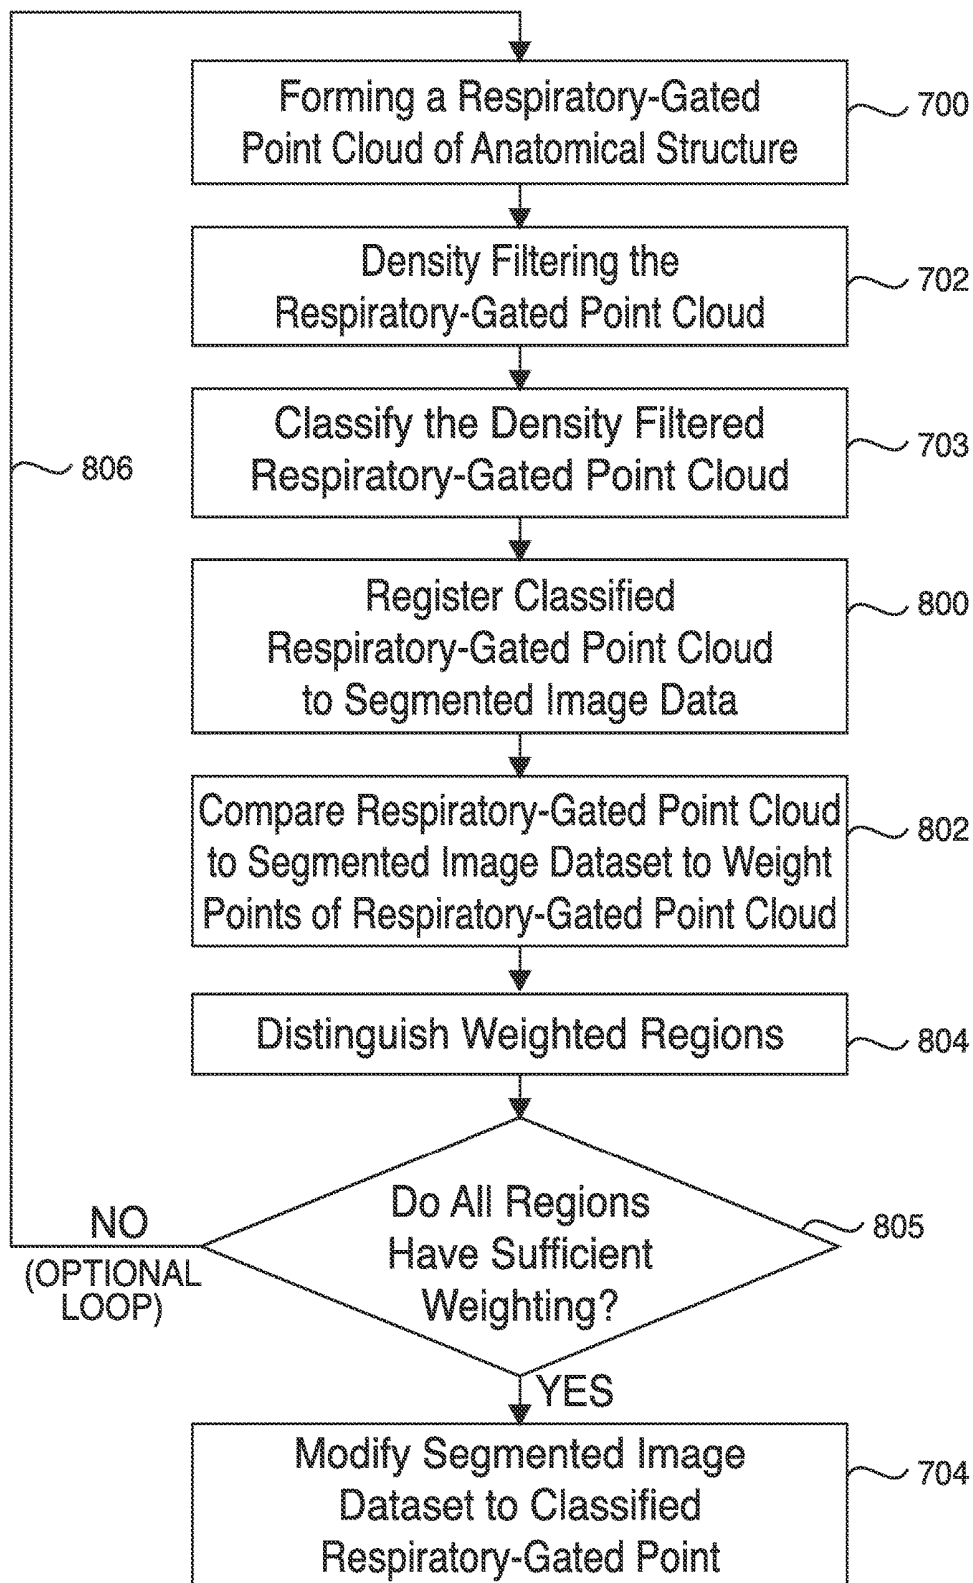 Forming a Respiratory-Gated
Point Cloud of Anatomical Structure
700
Density Filtering the
Respiratory-Gated Point Cloud
702
Classify the Density Filtered
Respiratory-Gated Point Cloud
703
806
Register Classified
Respiratory-Gated Point Cloud
to Segmented Image Data
800
Compare Respiratory-Gated Point Cloud
to Segmented Image Dataset to Weight
Points of Respiratory-Gated Point Cloud
802
Distinguish Weighted Regions
804
Do All Regions
Have Sufficient
Weighting?
805
NO
(OPTIONAL
LOOP)
YES
Modify Segmented Image
Dataset to Classified
Respiratory-Gated Point
704